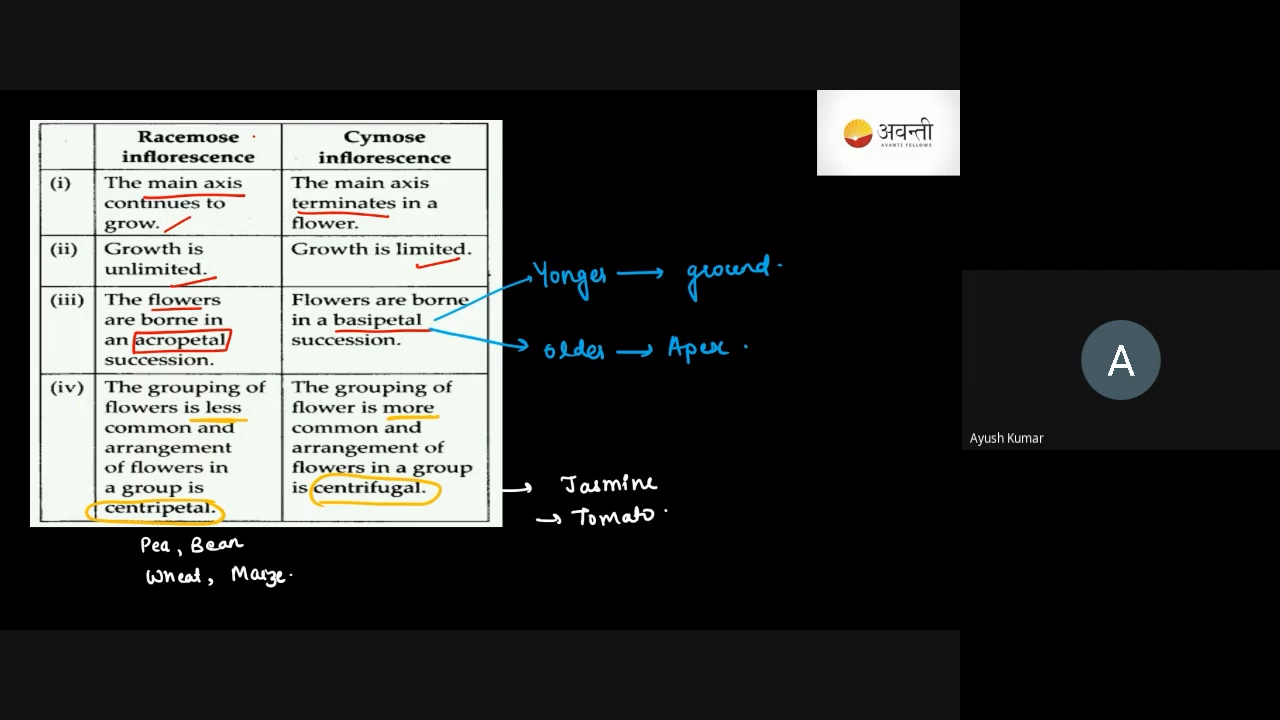 Racemose inflorescence
Cymose inflorescence
(i)
The main axis
continues to
grow.
The main axis
terminates in a
flower.
(ii)
Growth is
unlimited.
Growth is limited.
(iii)
The flowers
are borne in
an acropetal
succession.
Flowers are borne
in a basipetal
succession.
(iv)
The grouping of
flowers is less
common and
arrangement
of flowers in
a group is
centripetal.
The grouping of
flower is more
common and
arrangement of
flowers in a group
is centrifugal.
Yonger → ground.
older → Apex.
→ Jasmine
→ Tomato.
Pea, Bean
Wheat, Marze.
अवन्ती
AVANTI FELLOWS
A
Ayush Kumar